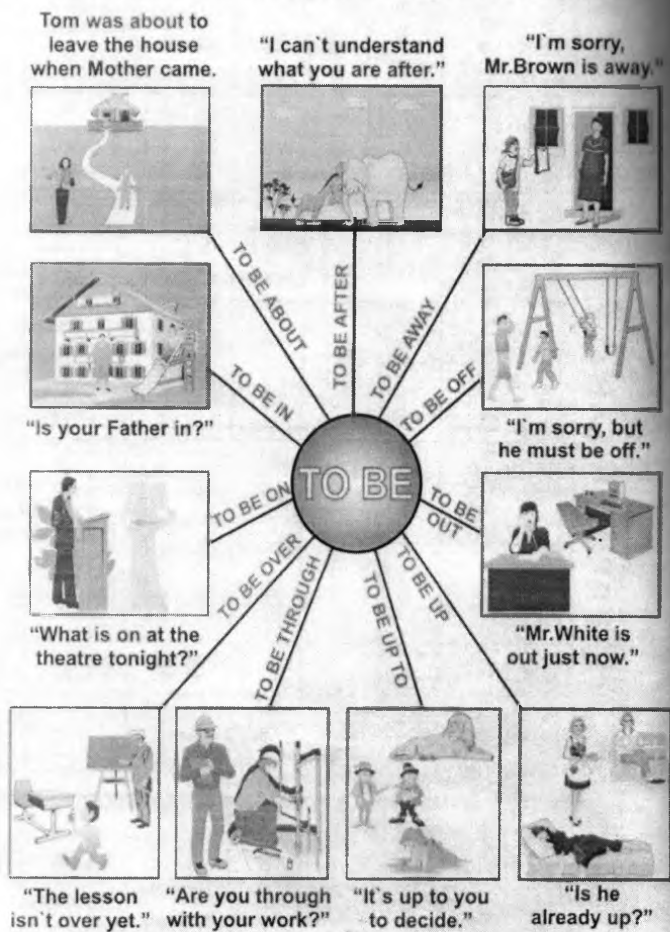 Tom was about to
leave the house
when Mother came.
“I can`t understand
what you are after.”
“I`m sorry,
Mr.Brown is away.”
TO BE ABOUT
TO BE AFTER
TO BE AWAY
TO BE IN
TO BE OFF
“Is your Father in?”
“I`m sorry, but
he must be off.”
TO BE ON
TO BE
TO BE
OUT
TO BE OVER
TO BE THROUGH
TO BE UP TO
TO BE UP
“What is on at the
theatre tonight?”
“Mr.White is
out just now.”
“The lesson
isn`t over yet.”
“Are you through
with your work?”
“It`s up to you
to decide.”
“Is he
already up?”